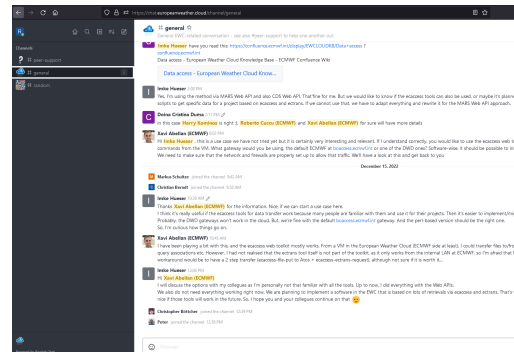 https://chat.europeanweather.cloud/channel/general
Channels
# peer-support
# general
# random
# general
General EWC related conversation - see also #peer-support to help one another out
Imke Hueser have you read this: https://confluence.ecmwf.int/display/EWCLOUDKB/Data+access ?
confluence.ecmwf.int
Data access - European Weather Cloud Knowledge Base - ECMWF Confluence Wiki
Data access - European Weather Cloud Know...
Imke Hueser
Yes, I'm using the method via MARS Web API and also CDS Web API. That'fine for me. But we would like to know if the ecaccess tools can also be used, or maybe it's planned
scripts to get specific data for a project based on ecaccess and ectrans. If we cannot use that, we have to adapt everything and rewrite it for the MARS Web API approach.
Doina Cristina Duma
in this case Harry Kominos is right :), Roberto Cuccu (ECMWF) and Xavi Abellan (ECMWF) for sure will have more details
Xavi Abellan (ECMWF)
Hi Imke Hueser , this is a use case we have not tried yet but it is certainly very interesting and relevant. If I understand correctly, you would like to use the ecaccess web t
commands from the VM. What gateway would you be using, the default ECMWF at boaccess.ecmwf.int or one of the DWD ones? Software-wise it should be possible to in
We need to make sure that the network and firewalls are properly set up to allow that traffic. We'll have a look at this and get back to you
December 15, 2022
Markus Schultze joined the channel 9:42 AM
Christian Berndt joined the channel
Imke Hueser
Thanks Xavi Abellan (ECMWF) for the information. Nice, if we can start a use case here.
I think it's really useful if the ecaccess tools for data transfer work because many people are familiar with them and use it for their projects. Then it's easier to implement/mo
Probably, the DWD gateways won't work in the cloud. But we're fine with the default boaccess.ecmwf.int gateway. And the perl-based version should be the right one.
So, I'm curious how things go on.
Xavi Abellan (ECMWF)
I have been playing a bit with this, and the ecaccess web toolkit mostly works. From a VM in the European Weather Cloud (ECMWF side at least), I could transfer files to/fro
query associations etc. However, I had not realised that the ectrans tool itself is not part of the toolkit, as it only works from the internal LAN at ECMWF, so I'm afraid that i
workaround would be to have a 2 step transfer (ecaccess-file-put to Atos + ecaccess-ectrans-request), although not sure if it is worth it...
Imke Hueser
Hi Xavi Abellan (ECMWF)
I will discuss the options with my collegues as I'm personally not that familiar with all the tools. Up to now, I did everything with the Web APIs.
We also do not need everything working right now. We are planning to implement a software in the EWC that is based on lots of retrievals via ecaccess and ectrans. That's
nice if those tools will work in the future. So, I hope you and your collegues continue on that
Christopher Böttcher joined the channel 12:34 PM
Peter joined the channel 12:35 PM
Message